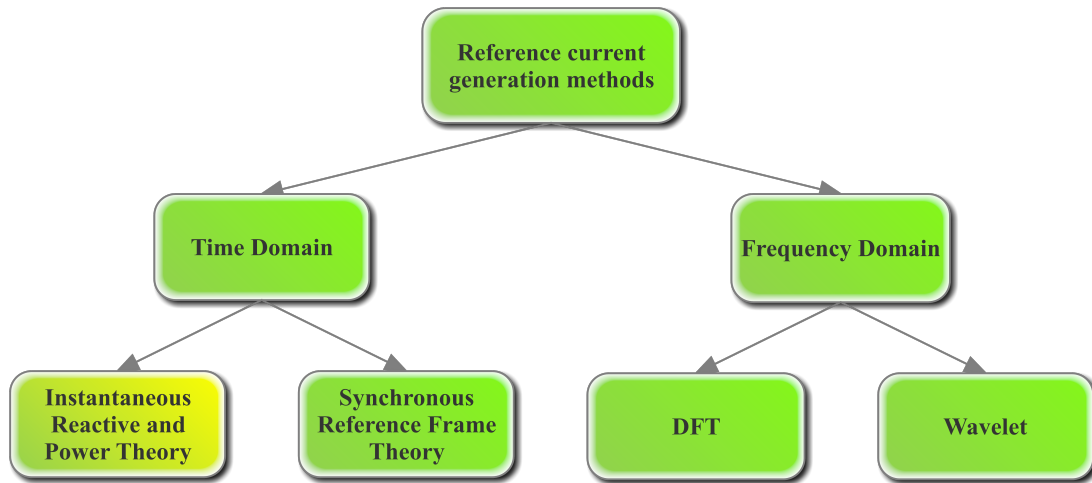 Reference current
generation methods
Time Domain
Frequency Domain
Instantaneous
Reactive and
Power Theory
Synchronous
Reference Frame
Theory
DFT
Wavelet